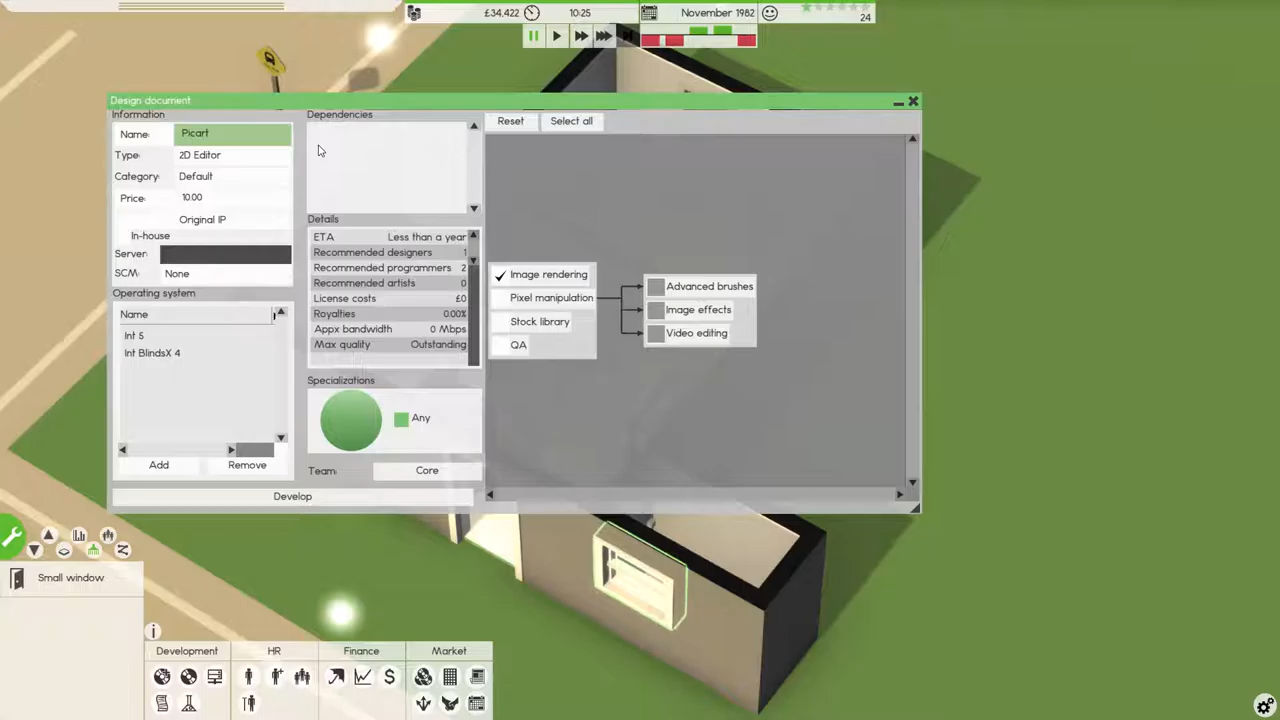 £34,422
10:25
November 1982
24
Design document
Information
Name: Picart
Type: 2D Editor
Category: Default
Price: 10.00
Original IP
In-house
Server:
SCM: None
Operating system
Name
Int 5
Int BlindsX 4
Add Remove
Develop
Dependencies
Details
ETA Less than a year
Recommended designers 1
Recommended programmers 2
Recommended artists 0
License costs £0
Royalties 0.00%
Appx bandwidth 0 Mbps
Max quality Outstanding
Specializations
Any
Team: Core
Reset Select all
Image rendering
Pixel manipulation
Stock library
QA
Advanced brushes
Image effects
Video editing
Small window
Development HR Finance Market